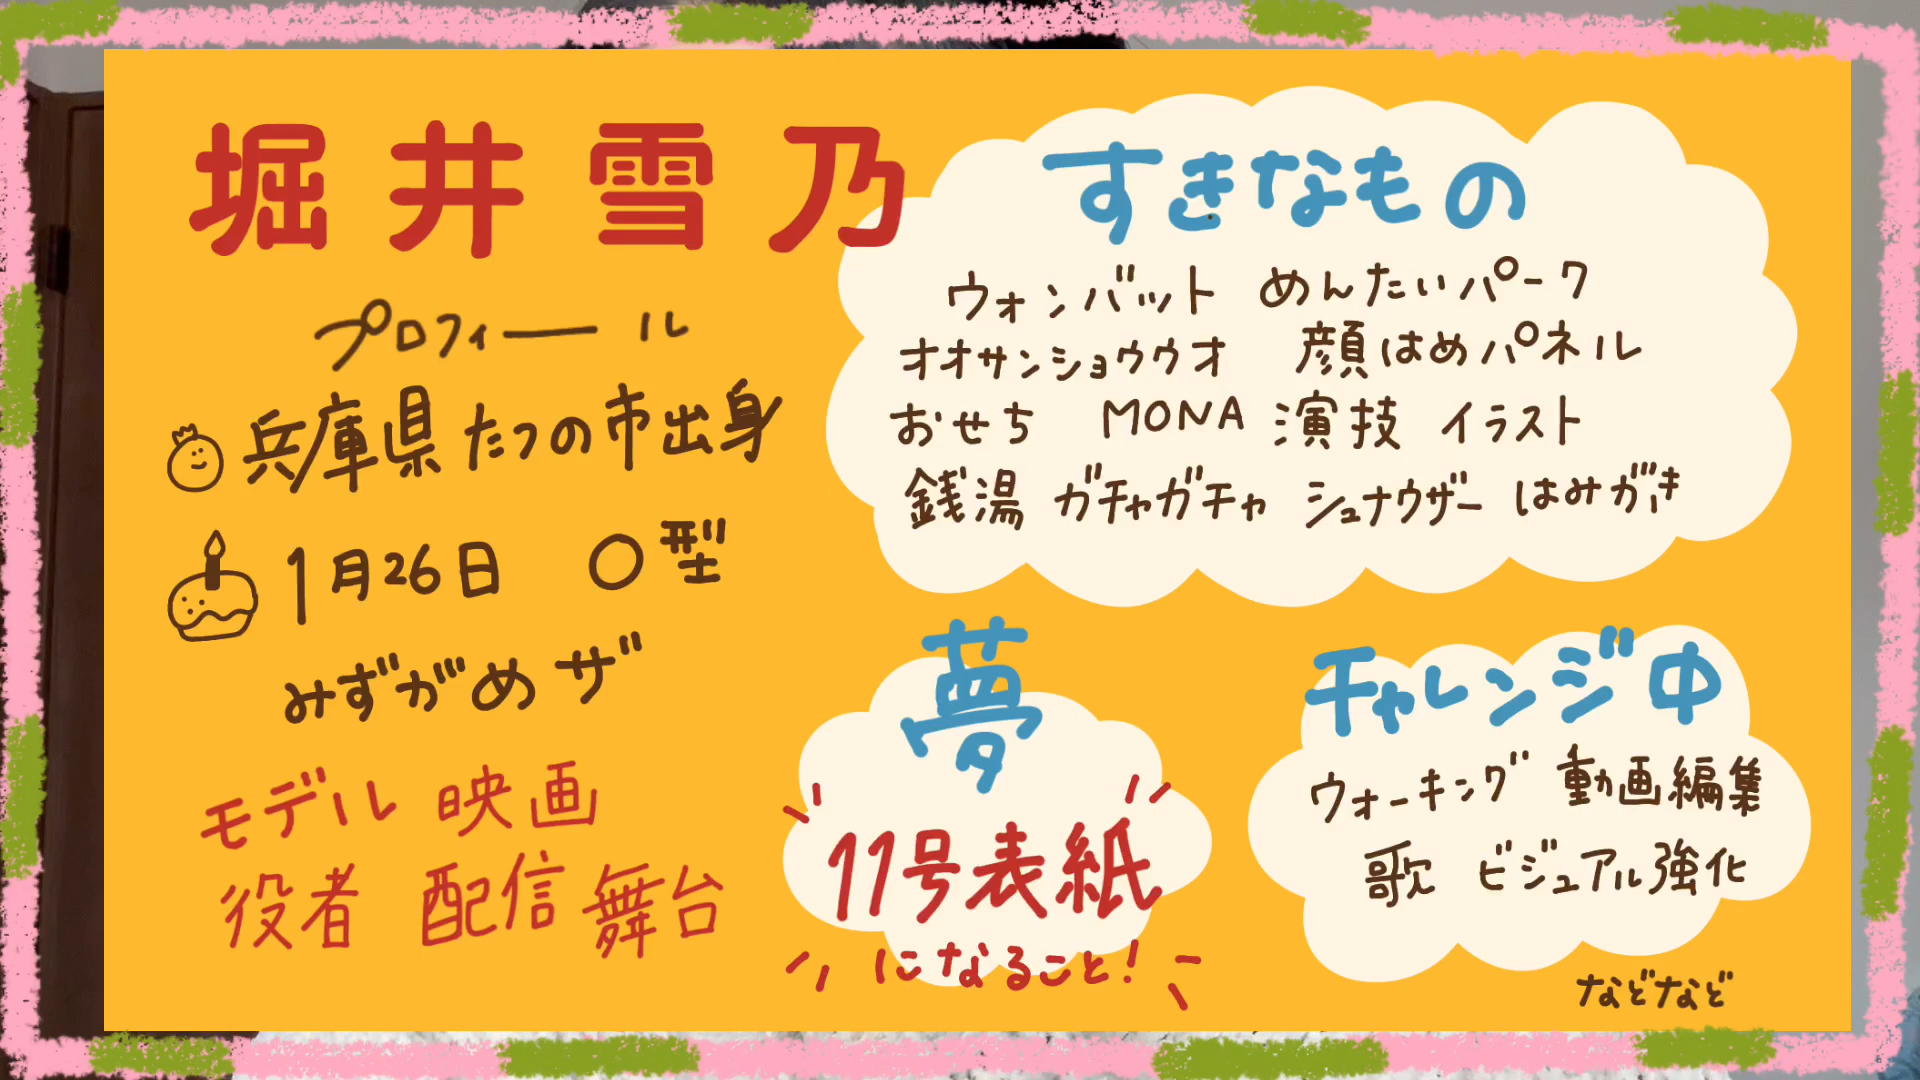 堀井雪乃
プロフィール
兵庫県たつの市出身
1月26日 O型
みずがめザ
モデル 映画
役者 配信 舞台
すきなもの
ウォンバット めんたいパーク
オオサンショウウオ 顔はめパネル
おせち MONA 演技 イラスト
銭湯 ガチャガチャ シュナウザー はみがき
夢
11号表紙
になること!
チャレンジ中
ウォーキング 動画編集
歌 ビジュアル強化
などなど